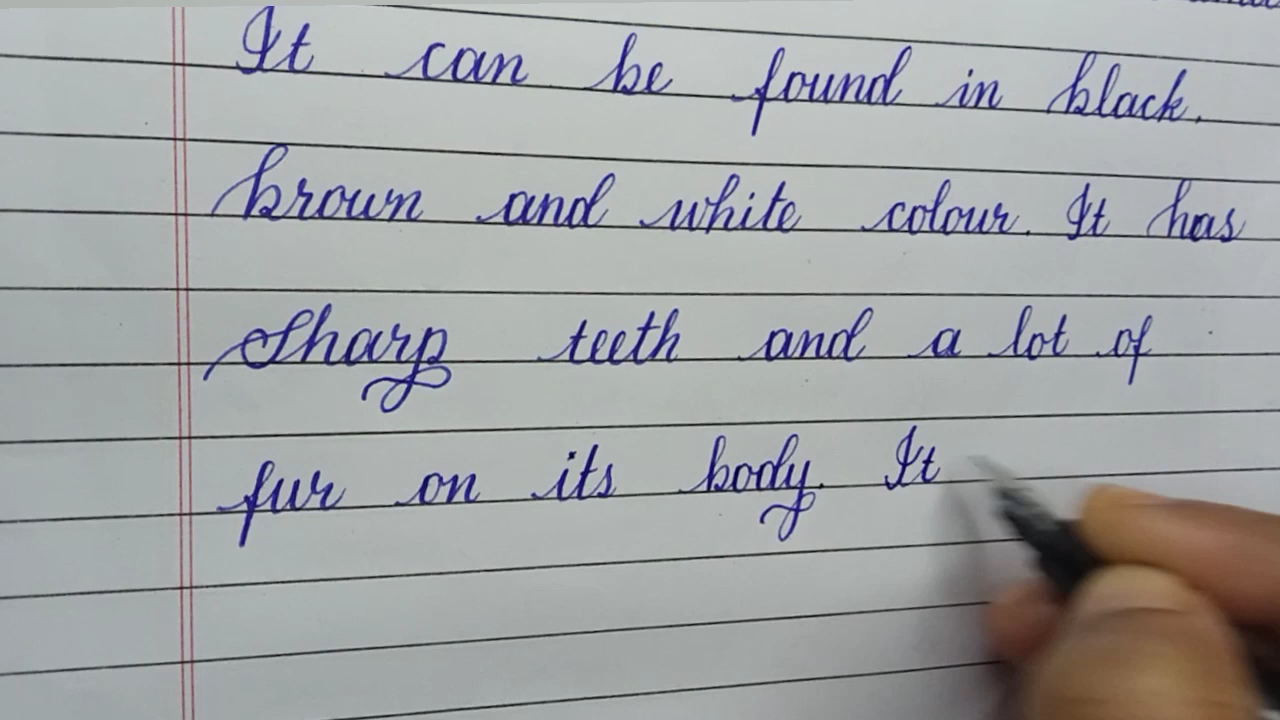 It can be found in black,
brown and white colour. It has
sharp teeth and a lot of
fur on its body. It